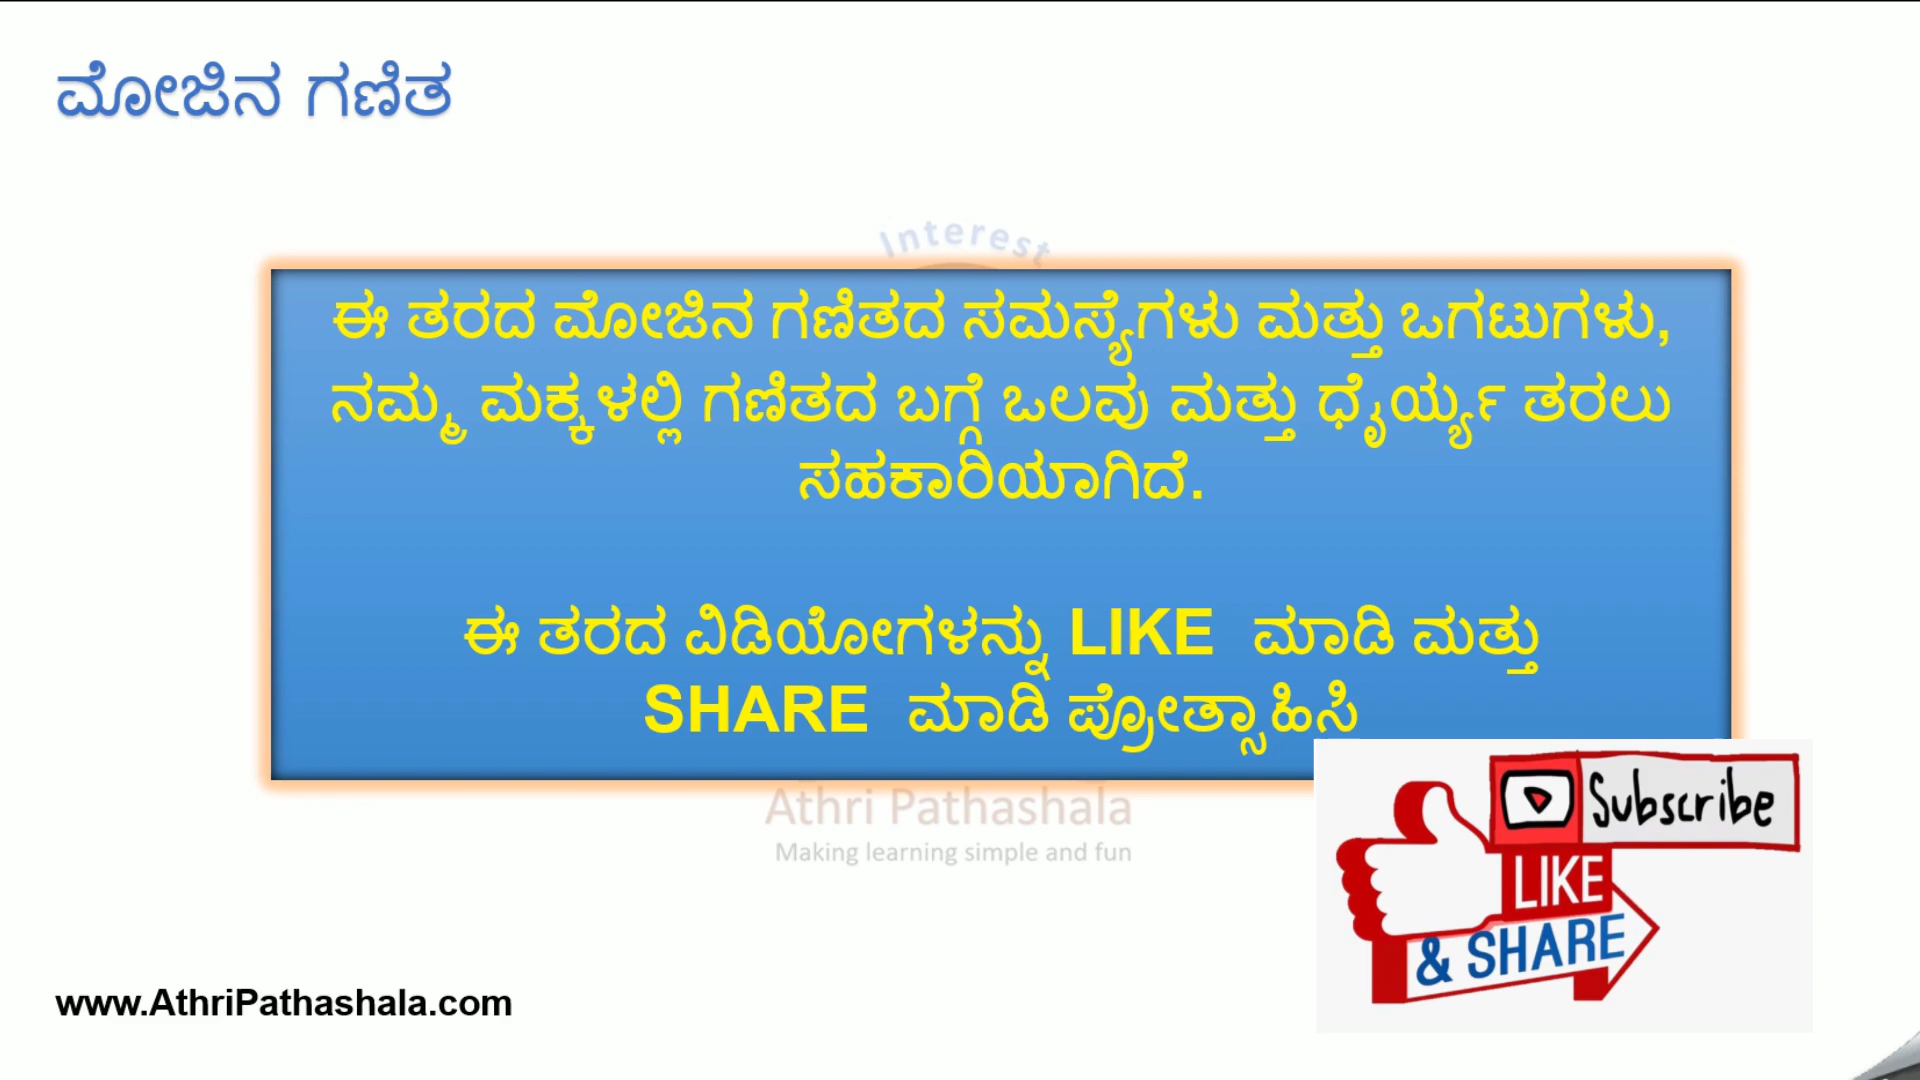 ಮೋಜಿನ ಗಣಿತ
Interest
ಈ ತರದ ಮೋಜಿನ ಗಣಿತದ ಸಮಸ್ಯೆಗಳು ಮತ್ತು ಒಗಟುಗಳು,
ನಮ್ಮ ಮಕ್ಕಳಲ್ಲಿ ಗಣಿತದ ಬಗ್ಗೆ ಒಲವು ಮತ್ತು ಧೈರ್ಯ್ಯ ತರಲು
ಸಹಕಾರಿಯಾಗಿದೆ.
ಈ ತರದ ವಿಡಿಯೋಗಳನ್ನು LIKE ಮಾಡಿ ಮತ್ತು
SHARE ಮಾಡಿ ಪ್ರೋತ್ಸಾಹಿಸಿ
Athri Pathashala
Making learning simple and fun
Subscribe
LIKE
& SHARE
www.AthriPathashala.com